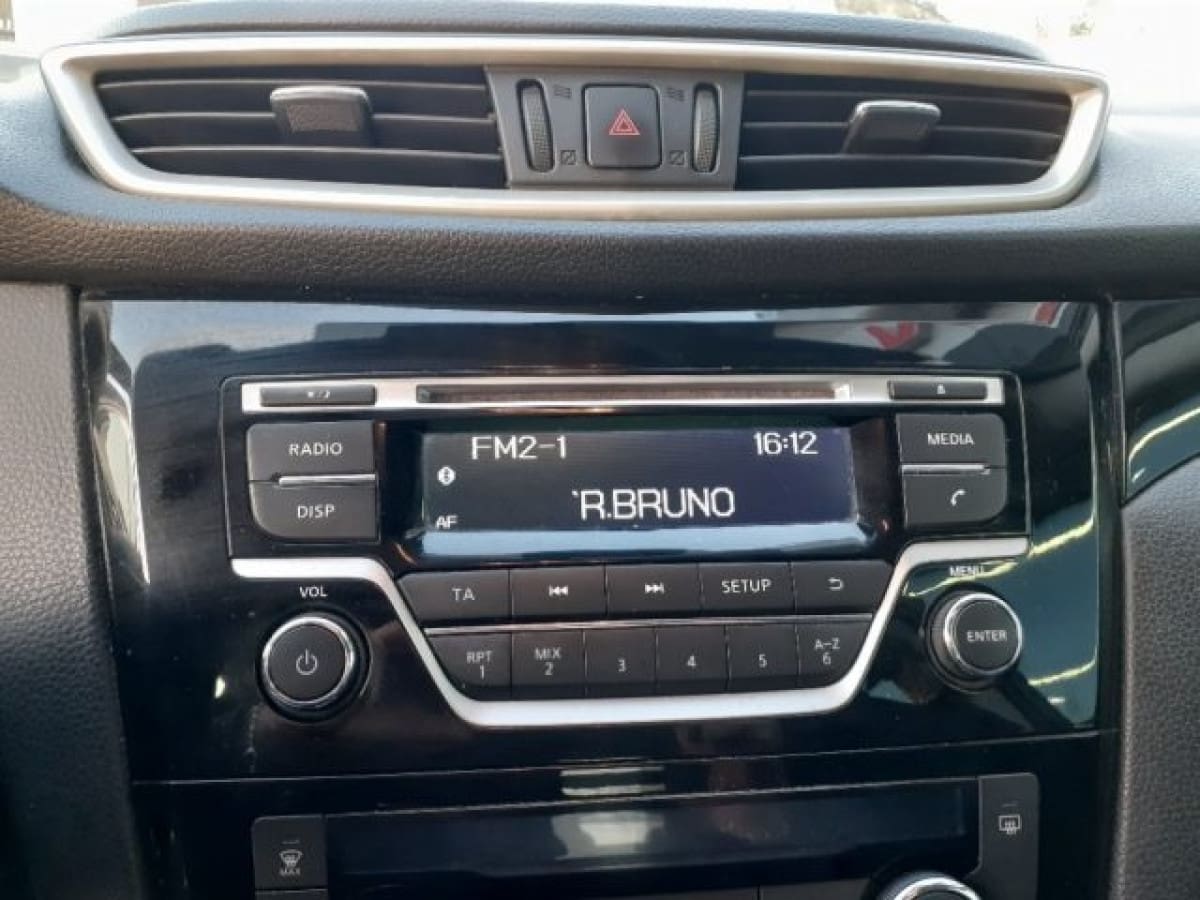 RADIO
DISP
FM2-1
16:12
'R.BRUNO
AF
MEDIA
VOL
TA
SETUP
MENU
RPT
1
MIX
2
3
4
5
A-Z
6
ENTER
MAX